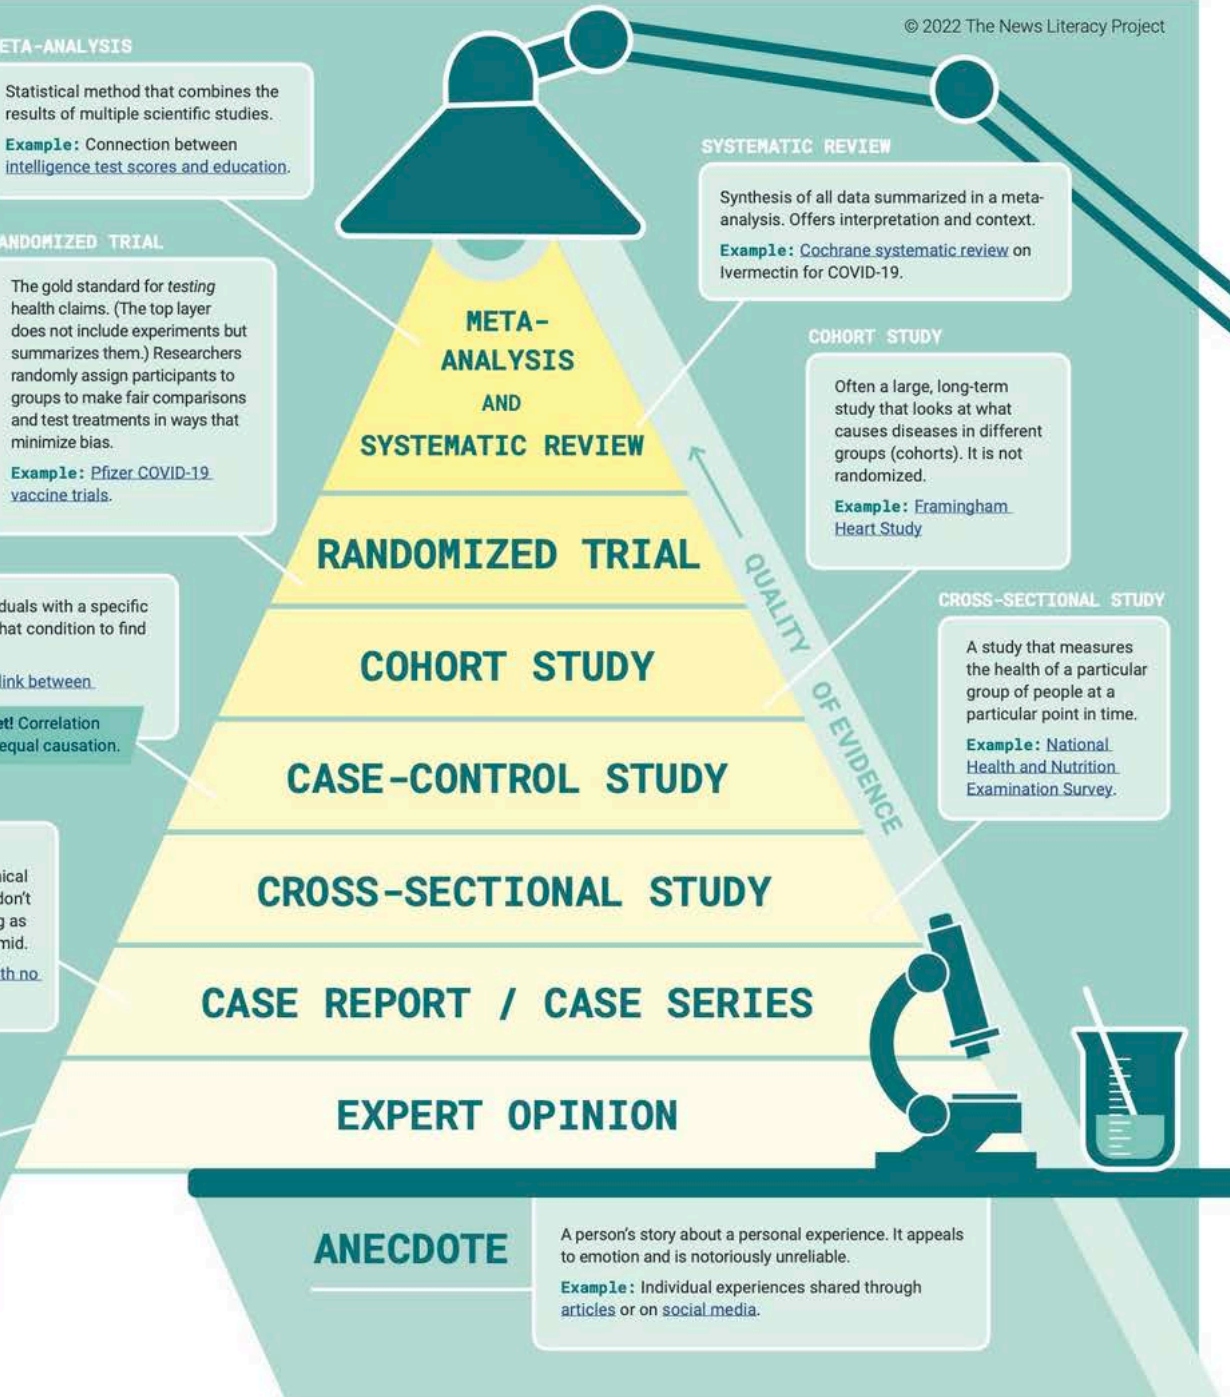 © 2022 The News Literacy Project
META-ANALYSIS
Statistical method that combines the
results of multiple scientific studies.
Example: Connection between
intelligence test scores and education.
SYSTEMATIC REVIEW
Synthesis of all data summarized in a meta-
analysis. Offers interpretation and context.
Example: Cochrane systematic review on
Ivermectin for COVID-19.
RANDOMIZED TRIAL
The gold standard for testing
health claims. (The top layer
does not include experiments but
summarizes them.) Researchers
randomly assign participants to
groups to make fair comparisons
and test treatments in ways that
minimize bias.
Example: Pfizer COVID-19
vaccine trials.
COHORT STUDY
Often a large, long-term
study that looks at what
causes diseases in different
groups (cohorts). It is not
randomized.
Example: Framingham
Heart Study
with a specific
that condition to find
link between
Correlation
equal causation.
CROSS-SECTIONAL STUDY
A study that measures
the health of a particular
group of people at a
particular point in time.
Example: National
Health and Nutrition
Examination Survey.
don't
as
no
META-
ANALYSIS
AND
SYSTEMATIC REVIEW
RANDOMIZED TRIAL
COHORT STUDY
CASE-CONTROL STUDY
CROSS-SECTIONAL STUDY
CASE REPORT / CASE SERIES
EXPERT OPINION
QUALITY OF EVIDENCE
ANECDOTE
A person's story about a personal experience. It appeals
to emotion and is notoriously unreliable.
Example: Individual experiences shared through
articles or on social media.